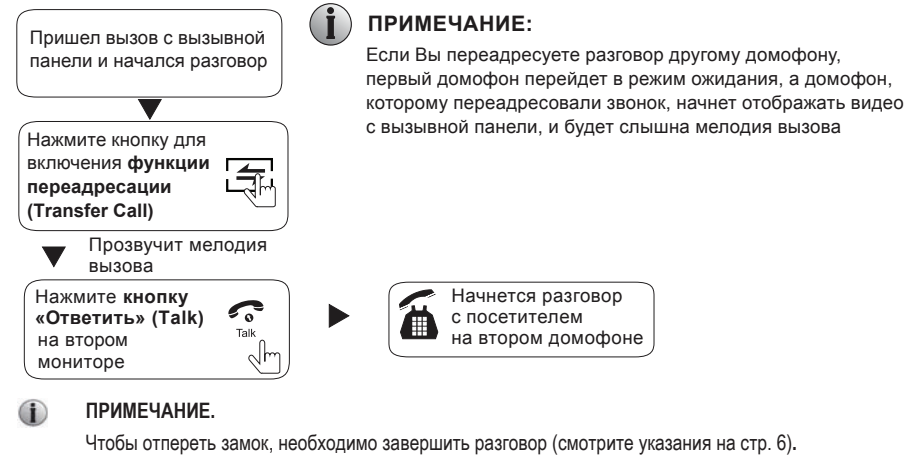 Пришел вызов с вызывной
панели и начался разговор
ПРИМЕЧАНИЕ:
Если Вы переадресуете разговор другому домофону,
первый домофон перейдет в режим ожидания, а домофон,
которому переадресовали звонок, начнет отображать видео
с вызывной панели, и будет слышна мелодия вызова
Нажмите кнопку для
включения функции
переадресации
(Transfer Call)
Прозвучит мелодия
вызова
Нажмите кнопку
«Ответить» (Talk)
на втором
мониторе
Talk
Начнется разговор
с посетителем
на втором домофоне
ПРИМЕЧАНИЕ.
Чтобы отпереть замок, необходимо завершить разговор (смотрите указания на стр. 6).